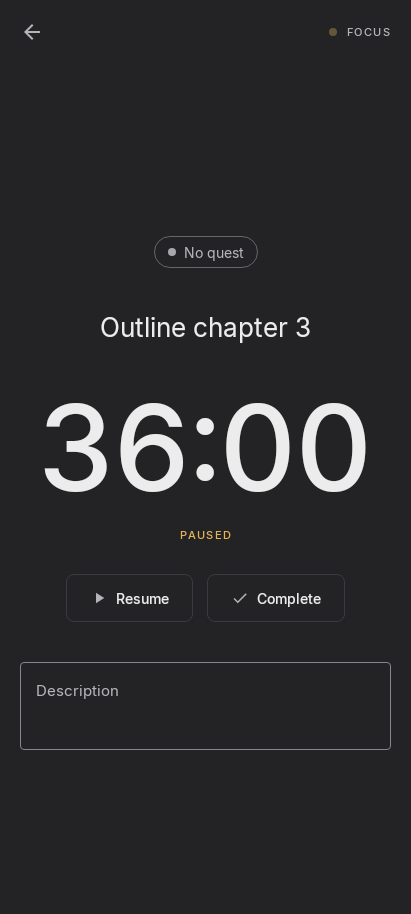 FOCUS
No quest
Outline chapter 3
36:00
PAUSED
Resume
Complete
Description